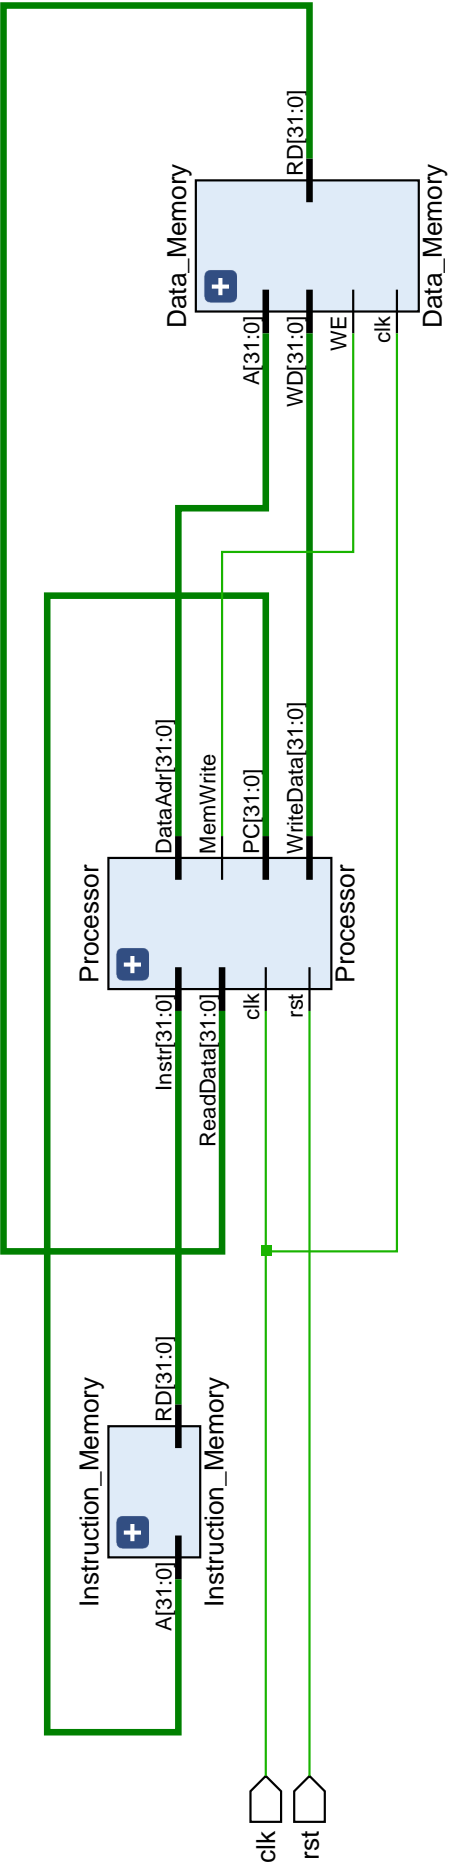 clk
rst
Instruction_Memory
A[31:0]
RD[31:0]
Instruction_Memory
Processor
Instr[31:0]
ReadData[31:0]
clk
rst
DataAdr[31:0]
MemWrite
PC[31:0]
WriteData[31:0]
Processor
Data_Memory
A[31:0]
WD[31:0]
WE
clk
RD[31:0]
Data_Memory